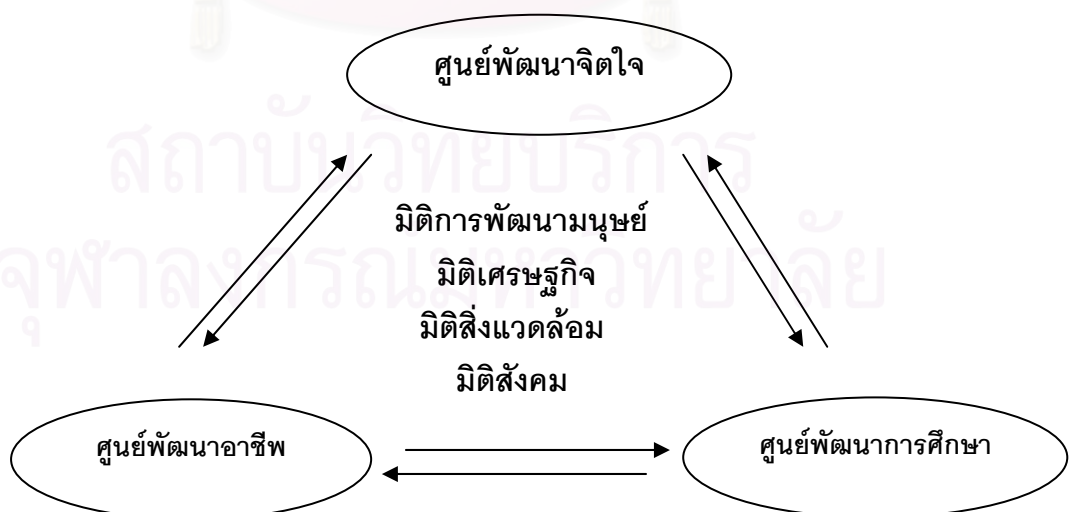 ศูนย์พัฒนาจิตใจ
สถาบันวิทยบริการ
จุฬาลงกรณ์มหาวิทยาลัย
มิติการพัฒนามนุษย์
มิติเศรษฐกิจ
มิติสิ่งแวดล้อม
มิติสังคม
ศูนย์พัฒนาอาชีพ
ศูนย์พัฒนาการศึกษา